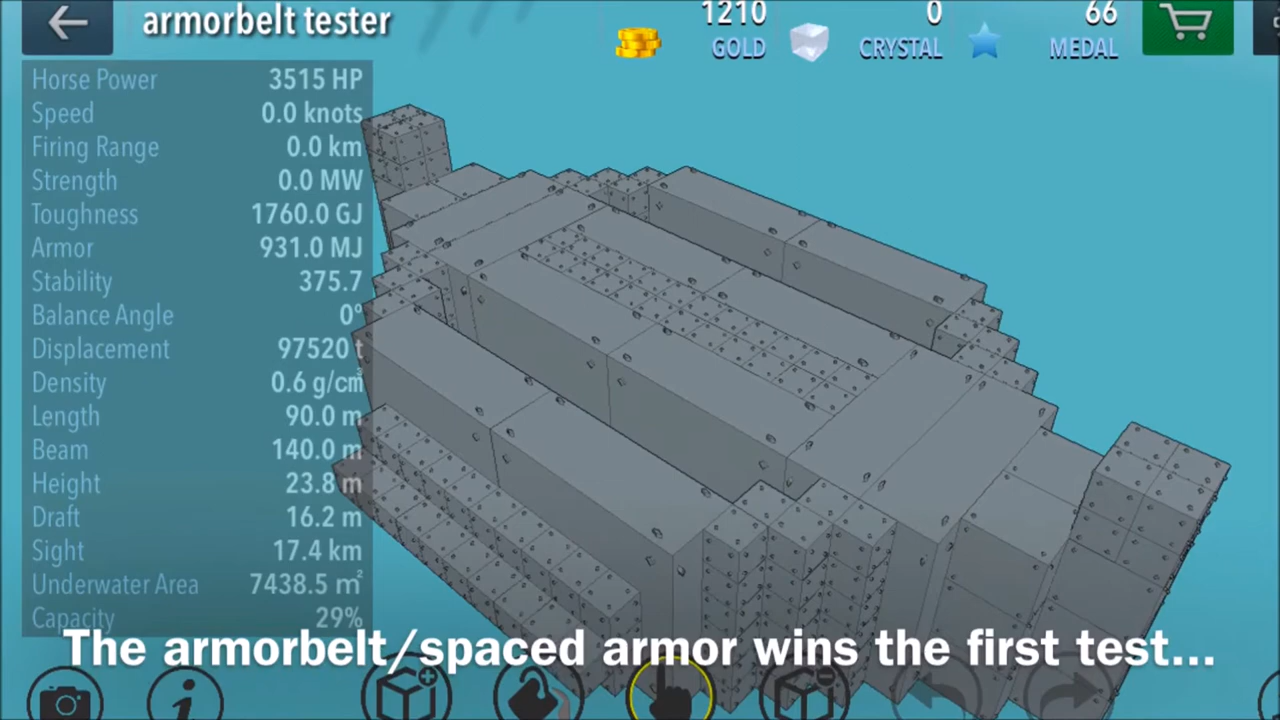 armorbelt tester
1210 GOLD
0 CRYSTAL
66 MEDAL
Horse Power 3515 HP
Speed 0.0 knots
Firing Range 0.0 km
Strength 0.0 MW
Toughness 1760.0 GJ
Armor 931.0 MJ
Stability 375.7
Balance Angle 0°
Displacement 97520 t
Density 0.6 g/cm³
Length 90.0 m
Beam 140.0 m
Height 23.8 m
Draft 16.2 m
Sight 17.4 km
Underwater Area 7438.5 m²
Capacity 29%
The armorbelt/spaced armor wins the first test...